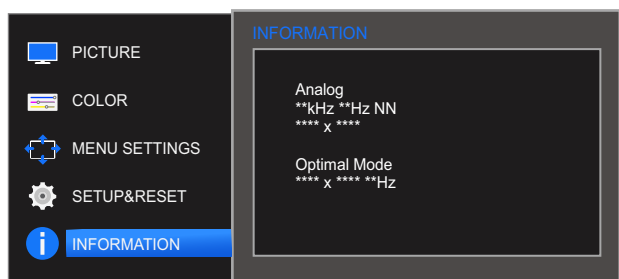 PICTURE
COLOR
MENU SETTINGS
SETUP&RESET
INFORMATION
INFORMATION
Analog
**kHz **Hz NN
**** x ****
Optimal Mode
**** x **** **Hz